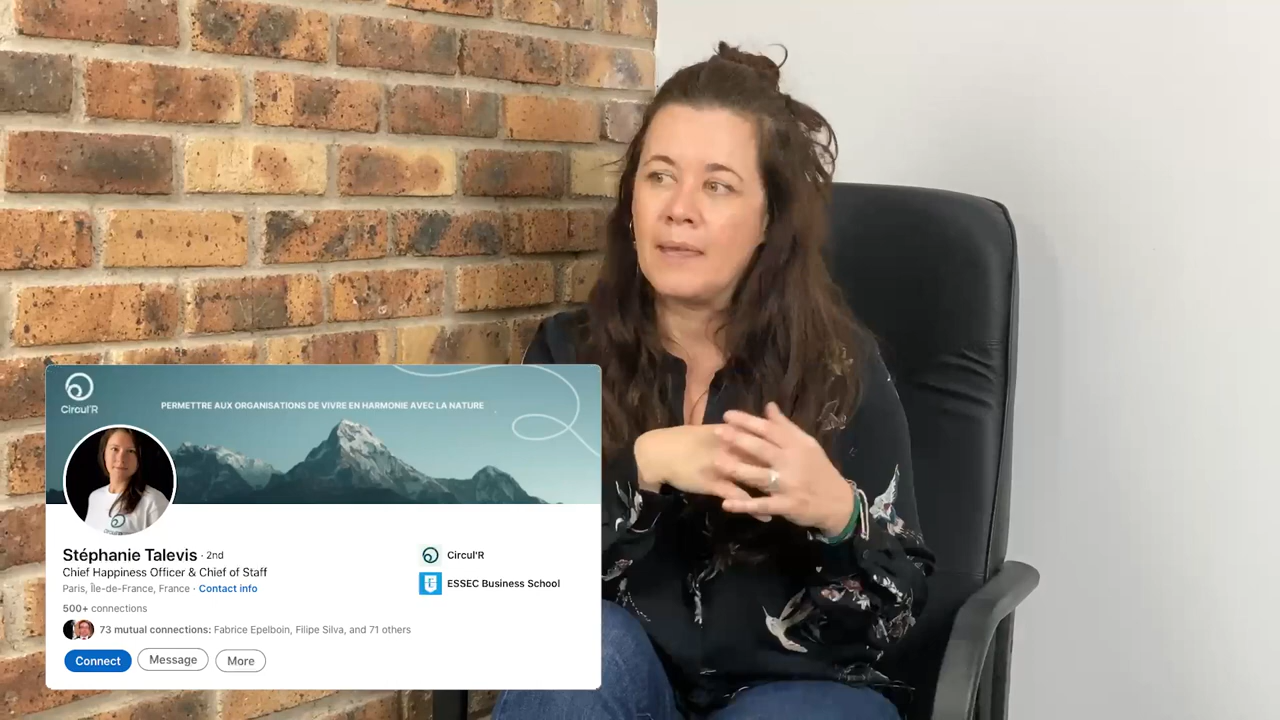 Circul'R
PERMETTRE AUX ORGANISATIONS DE VIVRE EN HARMONIE AVEC LA NATURE
Stéphanie Talevis · 2nd
Chief Happiness Officer & Chief of Staff
Paris, Île-de-France, France · Contact info
500+ connections
73 mutual connections: Fabrice Epelboin, Filipe Silva, and 71 others
Connect
Message
More
Circul'R
ESSEC Business School